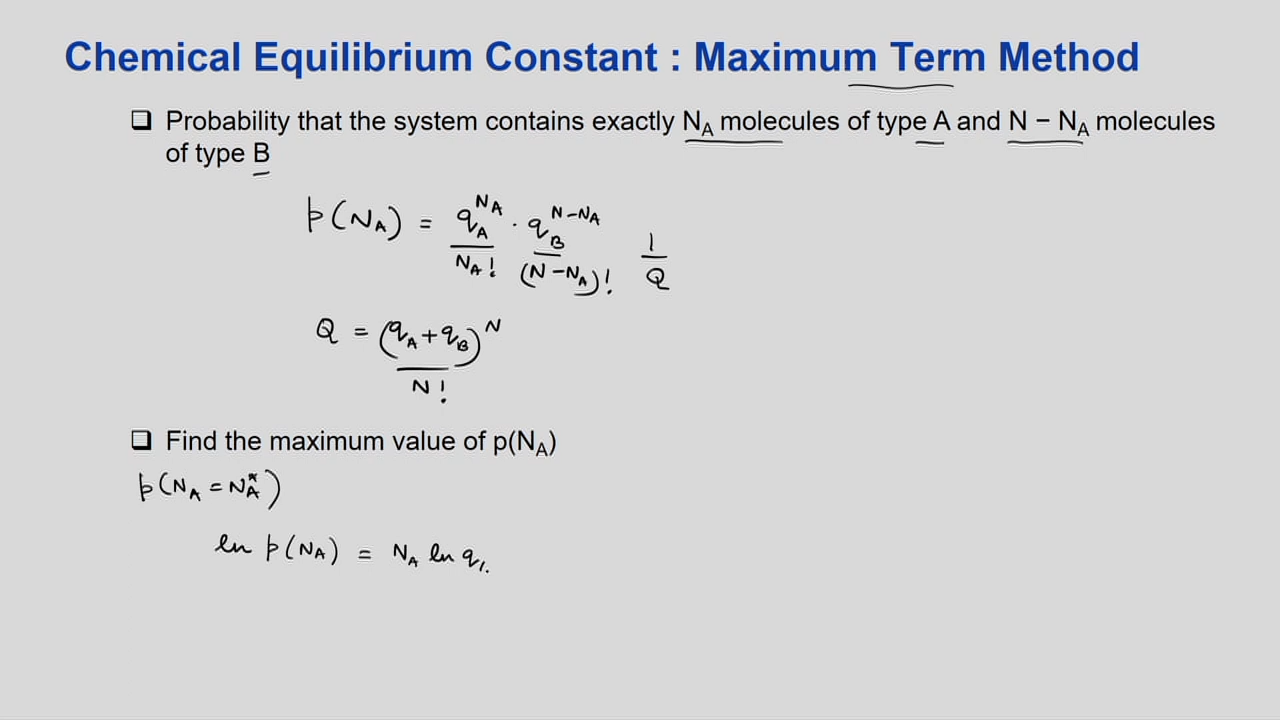 Chemical Equilibrium Constant : Maximum Term Method
❑ Probability that the system contains exactly N_A molecules of type A and N − N_A molecules
of type B
p(N_A) = q_A^{N_A} / N_A! · q_B^{N−N_A} / (N−N_A)! 1/Q
Q = (q_A + q_B)^N / N!
❑ Find the maximum value of p(N_A)
p(N_A = N_A^*)
ln p(N_A) = N_A ln q